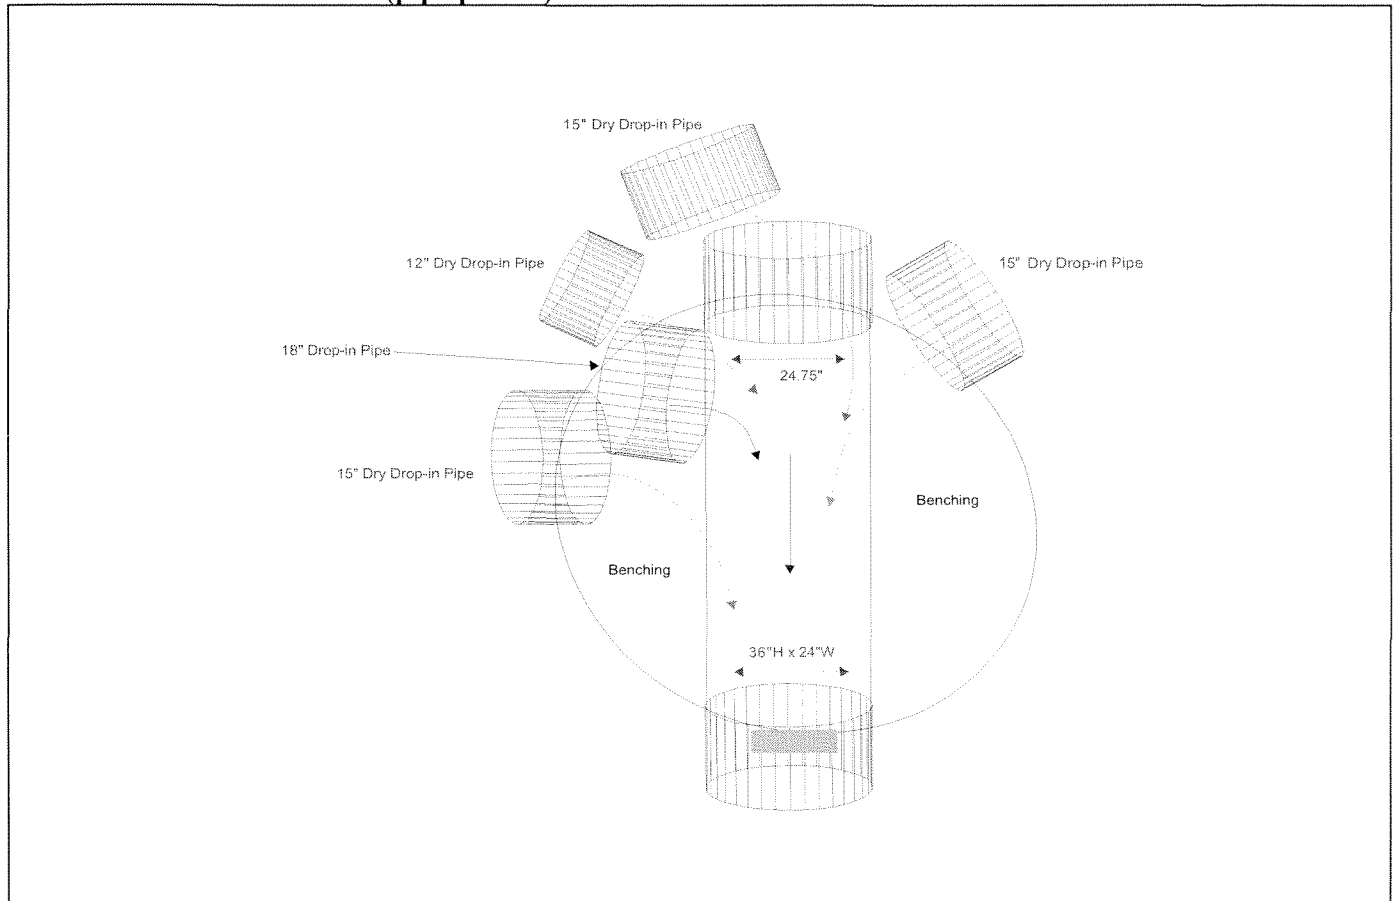 15" Dry Drop-in Pipe
12" Dry Drop-in Pipe
15" Dry Drop-in Pipe
18" Drop-in Pipe
24.75"
15" Dry Drop-in Pipe
Benching
Benching
36"H x 24"W